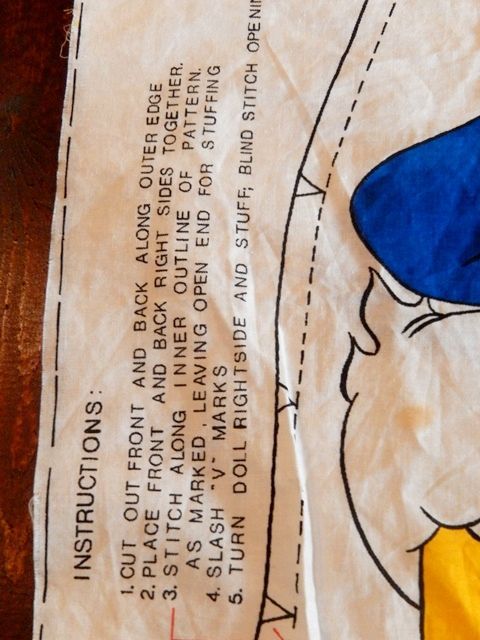 INSTRUCTIONS:
1. CUT OUT FRONT AND BACK ALONG OUTER EDGE
2. PLACE FRONT AND BACK RIGHT SIDES TOGETHER.
3. STITCH ALONG INNER OUTLINE OF PATTERN.
AS MARKED, LEAVING OPEN END FOR STUFFING
4. SLASH "V" MARKS
5. TURN DOLL RIGHTSIDE AND STUFF, BLIND STITCH OPENIN